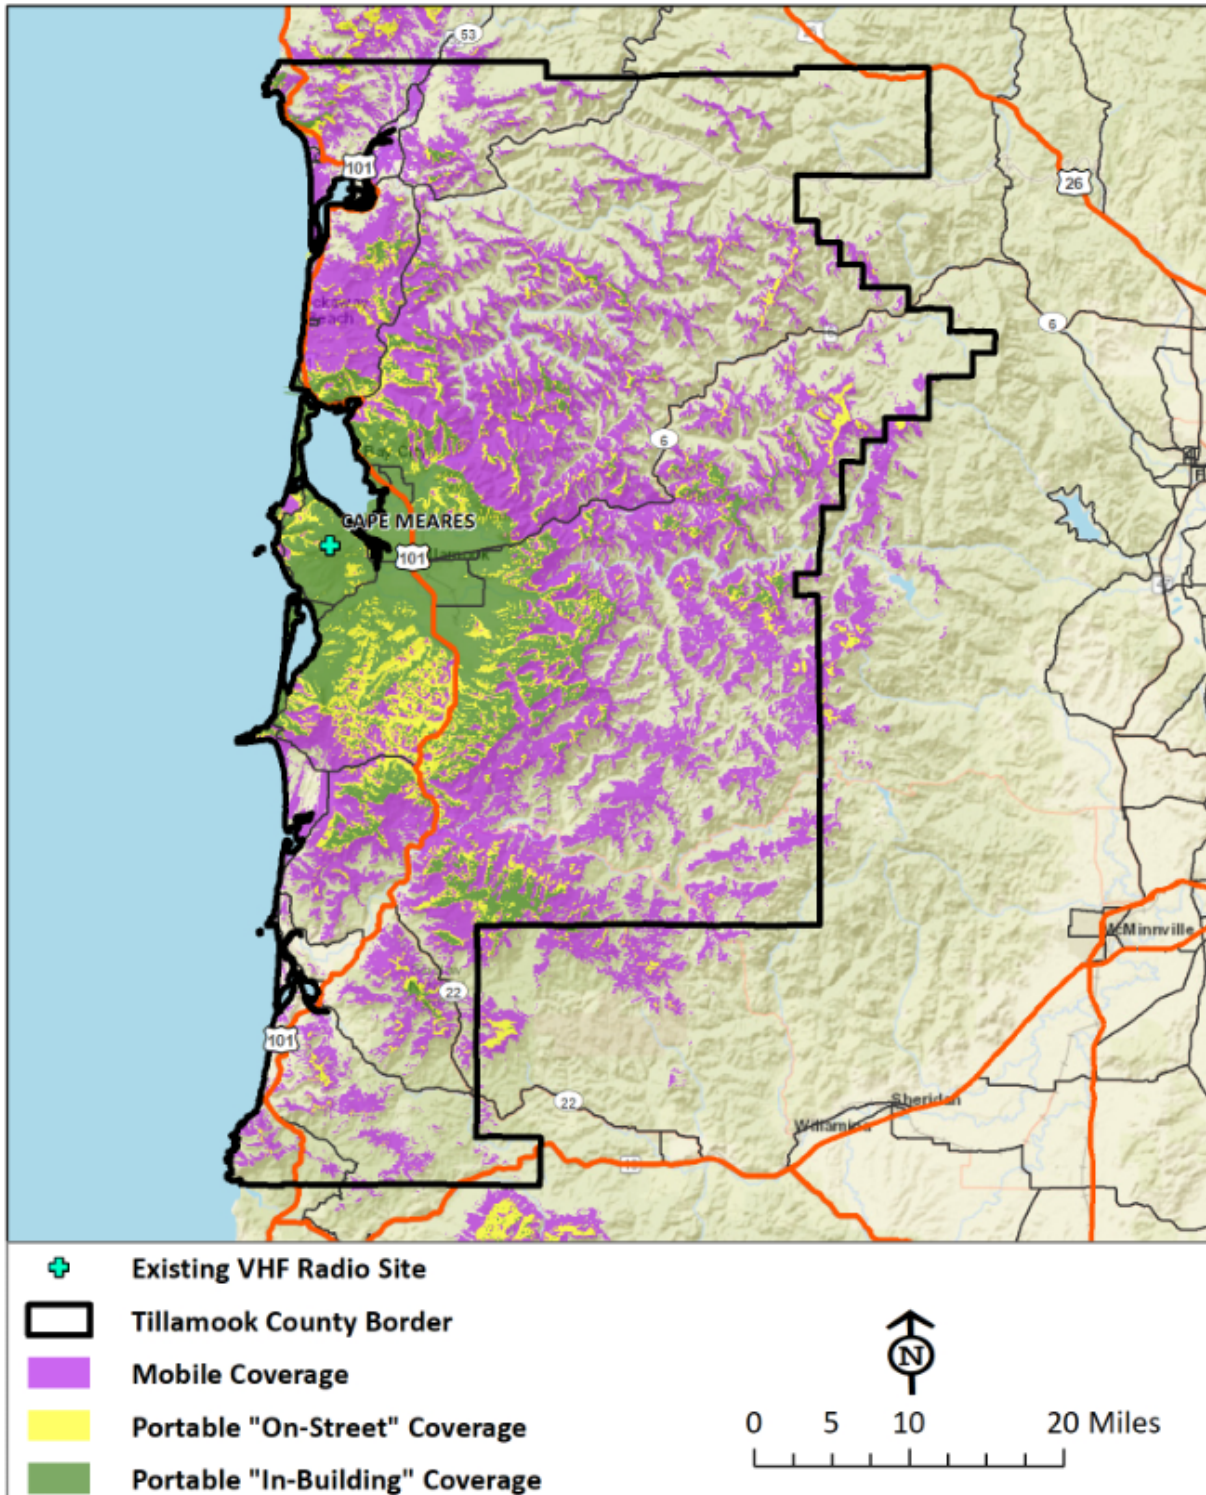 53
101
26
6
6
CAPE MEARES
101
McMinnville
22
101
22
Sheridan
Willamina
Existing VHF Radio Site
Tillamook County Border
Mobile Coverage
Portable "On-Street" Coverage
Portable "In-Building" Coverage
N
0 5 10 20 Miles